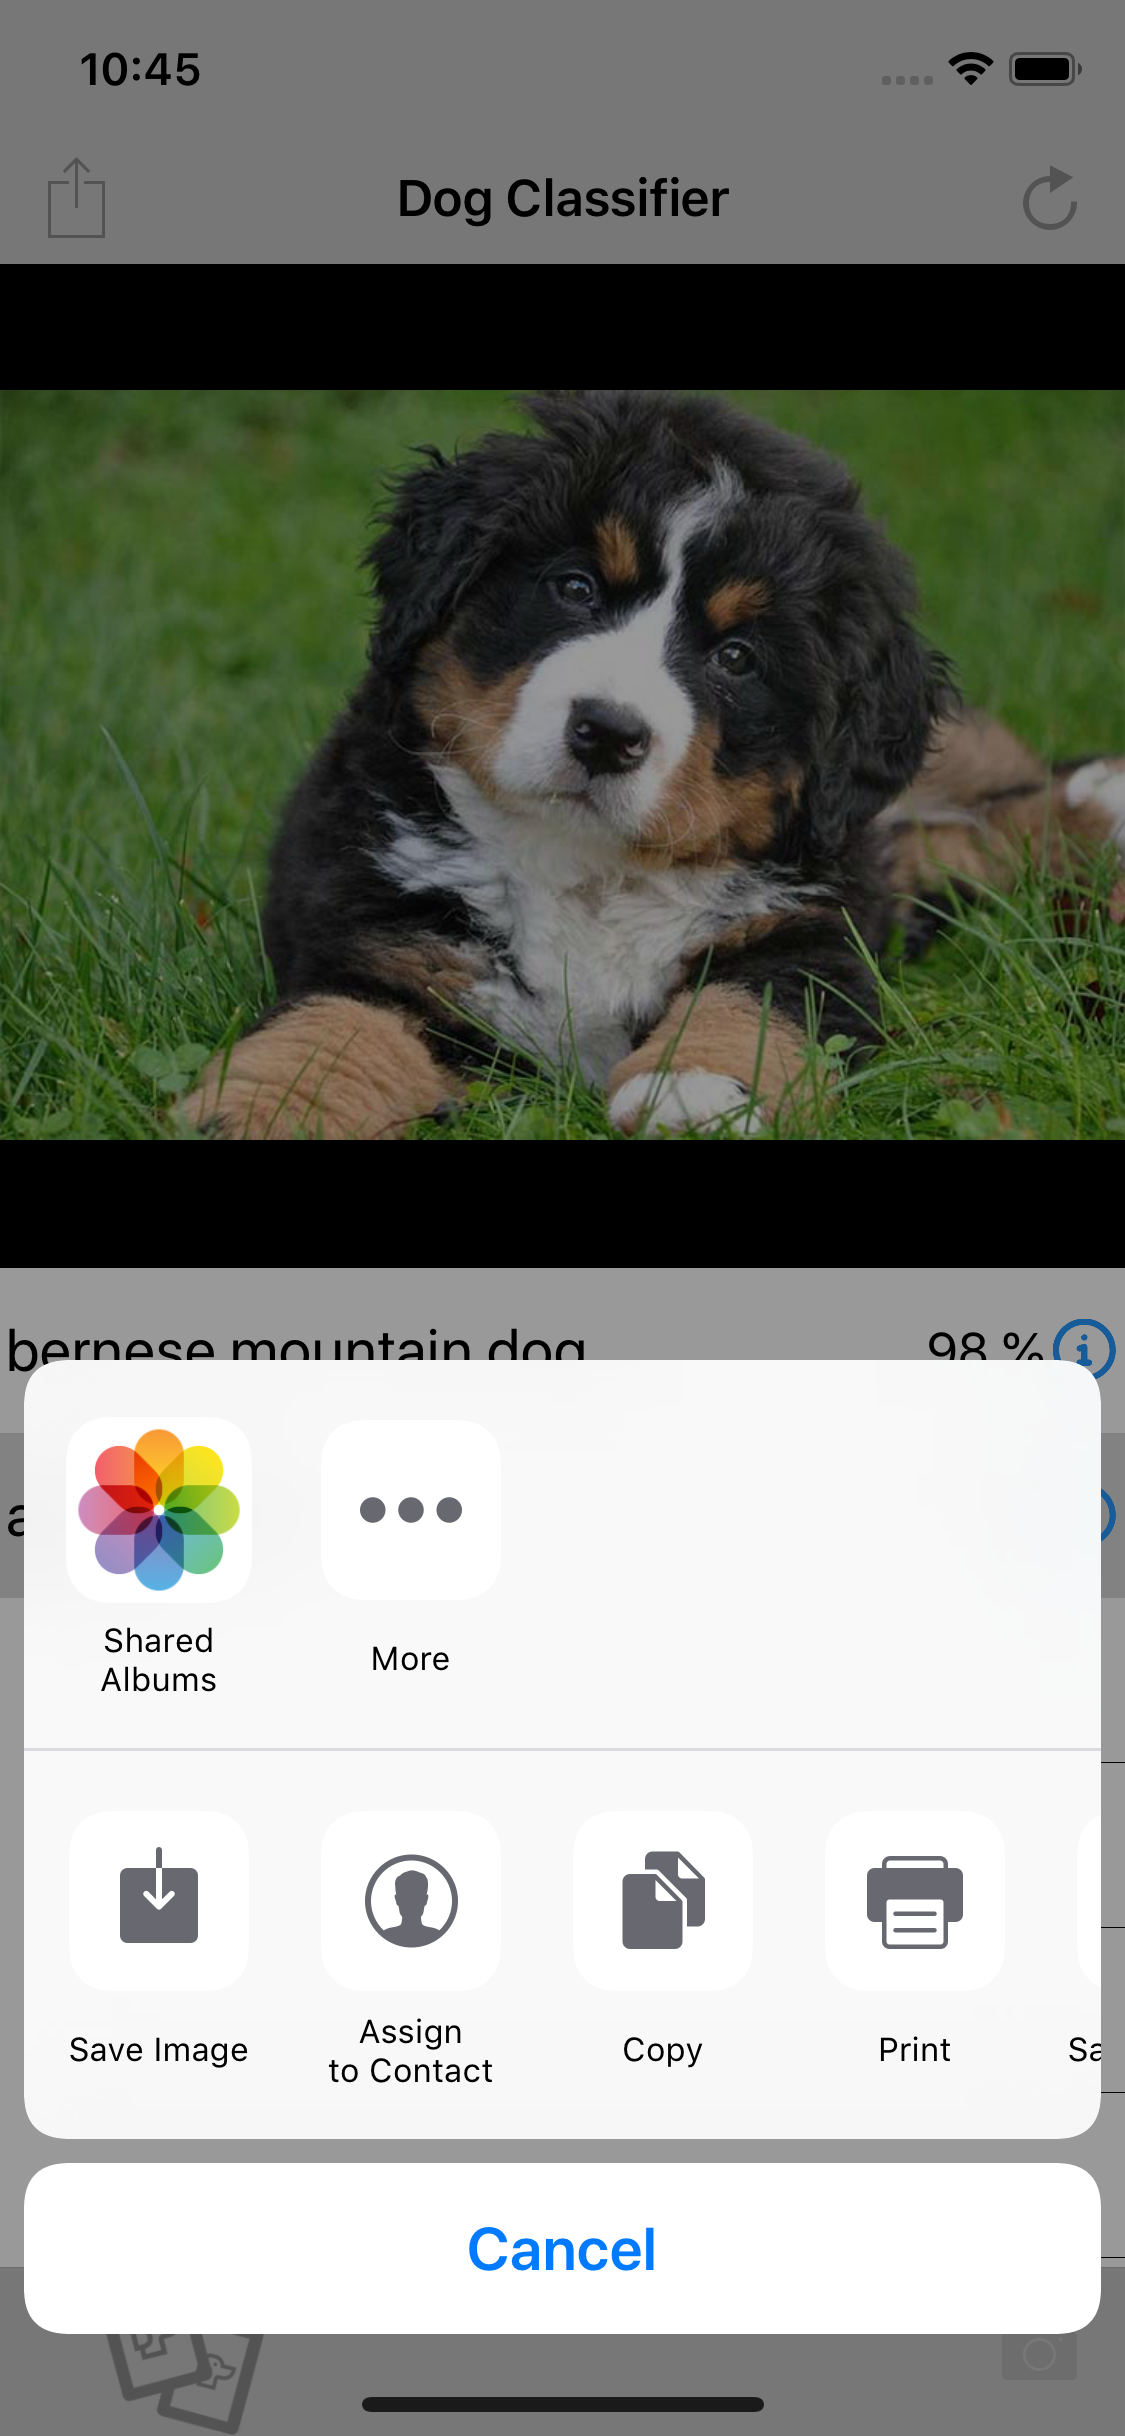 10:45
Dog Classifier
bernese mountain dog 98 %
Shared
Albums
More
Save Image
Assign
to Contact
Copy
Print
Cancel